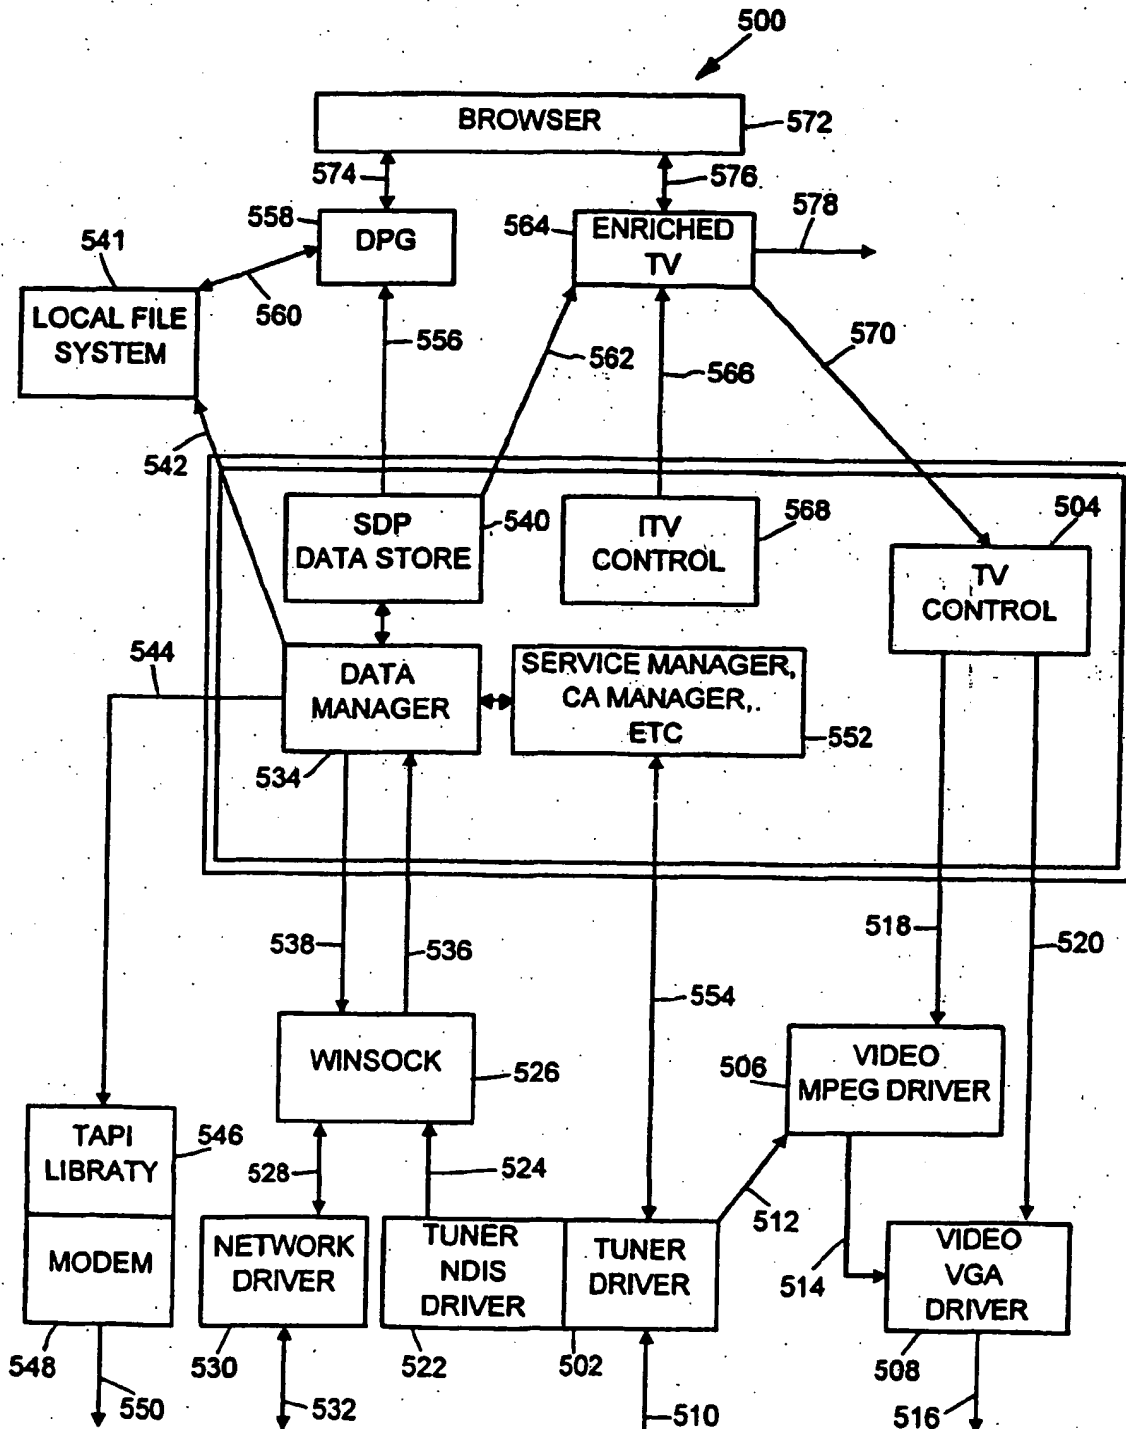 500
BROWSER
572
574
576
558
DPG
564
ENRICHED
TV
578
541
LOCAL FILE
SYSTEM
560
556
562
566
570
542
SDP
DATA STORE
540
ITV
CONTROL
568
504
TV
CONTROL
544
DATA
MANAGER
534
SERVICE MANAGER,
CA MANAGER,
ETC
552
538
536
554
518
520
WINSOCK
526
506
VIDEO
MPEG DRIVER
TAPI
LIBRATY
546
528
524
512
MODEM
NETWORK
DRIVER
TUNER
NDIS
DRIVER
TUNER
DRIVER
514
VIDEO
VGA
DRIVER
548
550
530
532
522
502
510
508
516